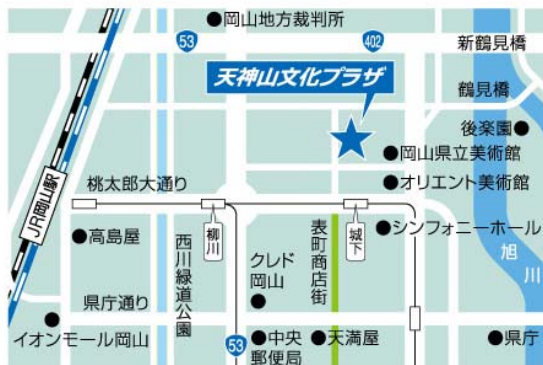 岡山地方裁判所
53
402
新鶴見橋
天神山文化プラザ
鶴見橋
後楽園
岡山県立美術館
オリエント美術館
桃太郎大通り
JR岡山駅
柳川
城下
シンフォニーホール
高島屋
西川緑道公園
クレド
岡山
表町商店街
旭川
県庁通り
イオンモール岡山
53
中央
郵便局
天満屋
県庁